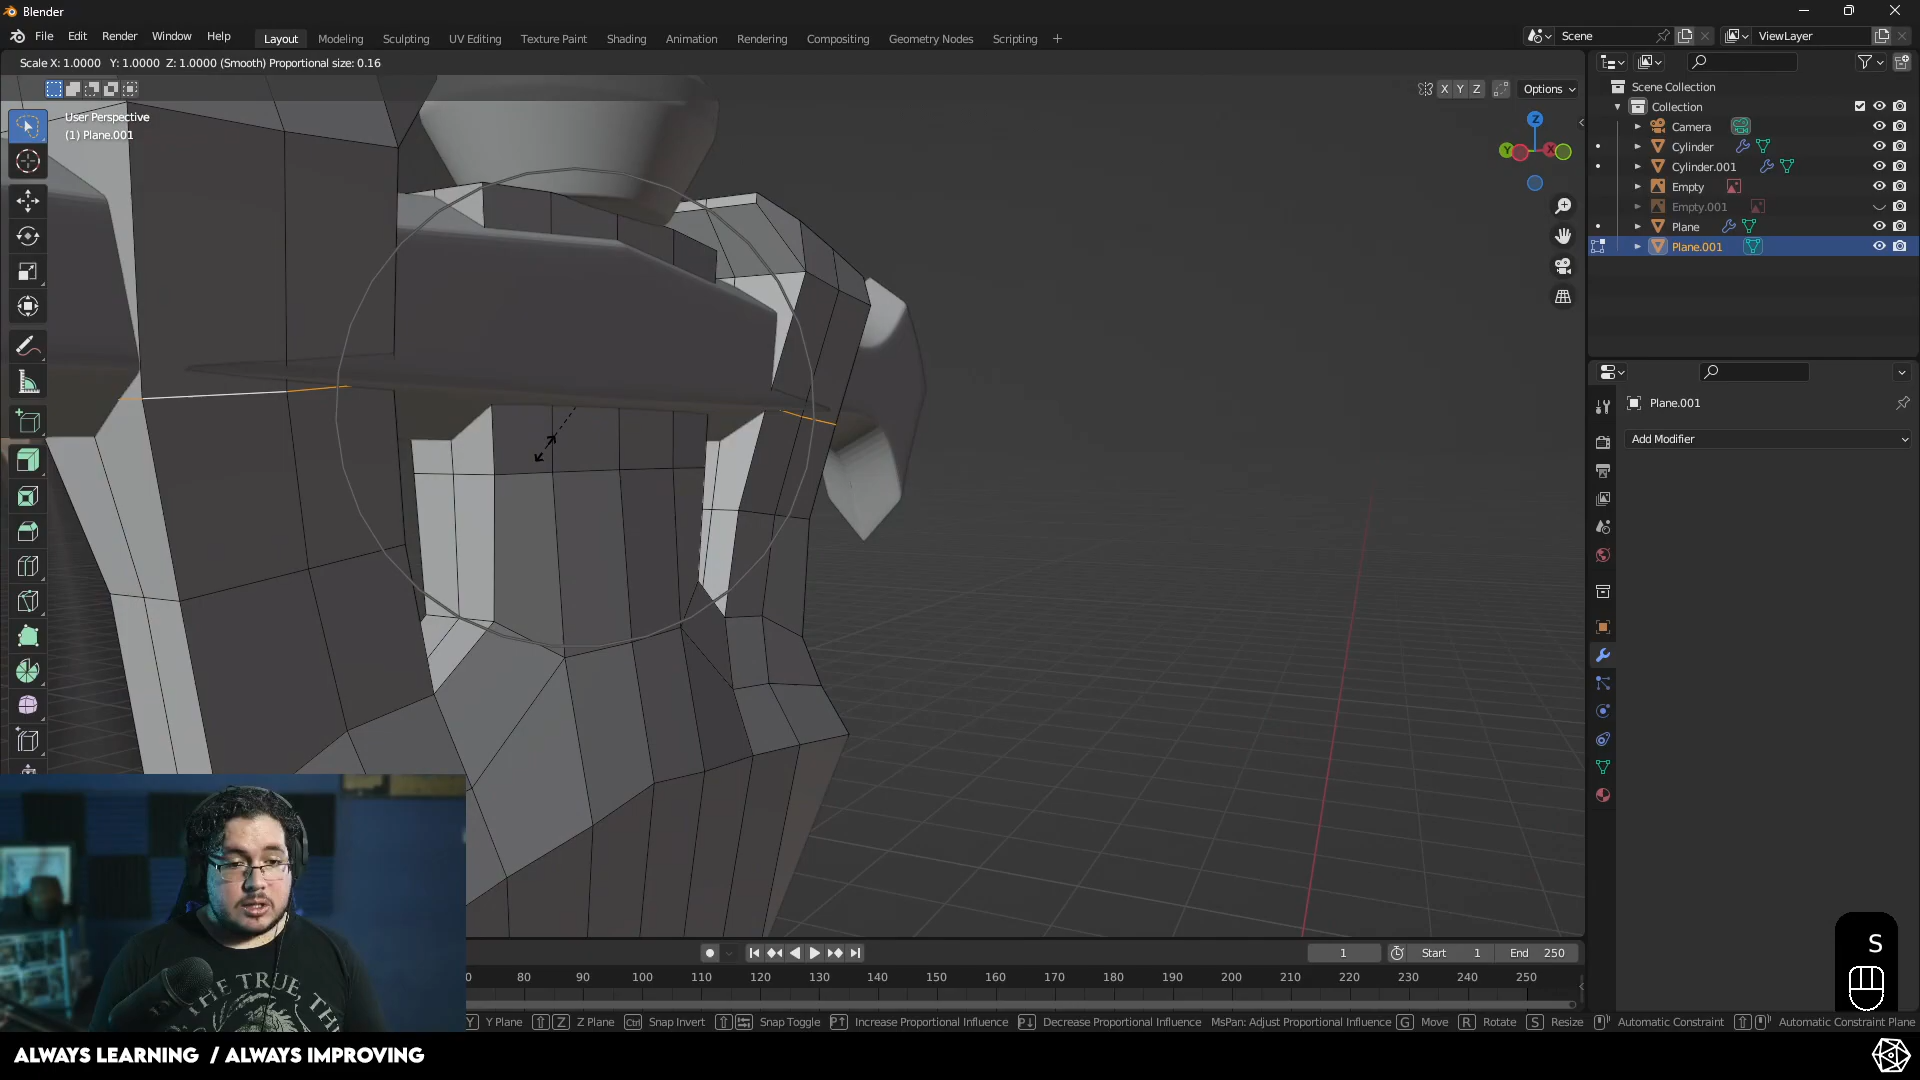 Blender
File Edit Render Window Help Layout Modeling Sculpting UV Editing Texture Paint Shading Animation Rendering Compositing Geometry Nodes Scripting + Scene ViewLayer
Scale X: 1.0000 Y: 1.0000 Z: 1.0000 (Smooth) Proportional size: 0.16
X Y Z Options
User Perspective
(1) Plane.001
Z
Y X
Scene Collection
Collection
Camera
Cylinder
Cylinder.001
Empty
Empty.001
Plane
Plane.001
Plane.001
Add Modifier
S
1 Start 1 End 250
80 90 100 110 120 130 140 150 160 170 180 190 200 210 220 230 240 250
Y Y Plane Z Z Plane Ctrl Snap Invert Snap Toggle P↑ Increase Proportional Influence P↓ Decrease Proportional Influence MsPan: Adjust Proportional Influence G Move R Rotate S Resize Automatic Constraint Automatic Constraint Plane
THE TRUE, TH
ALWAYS LEARNING / ALWAYS IMPROVING